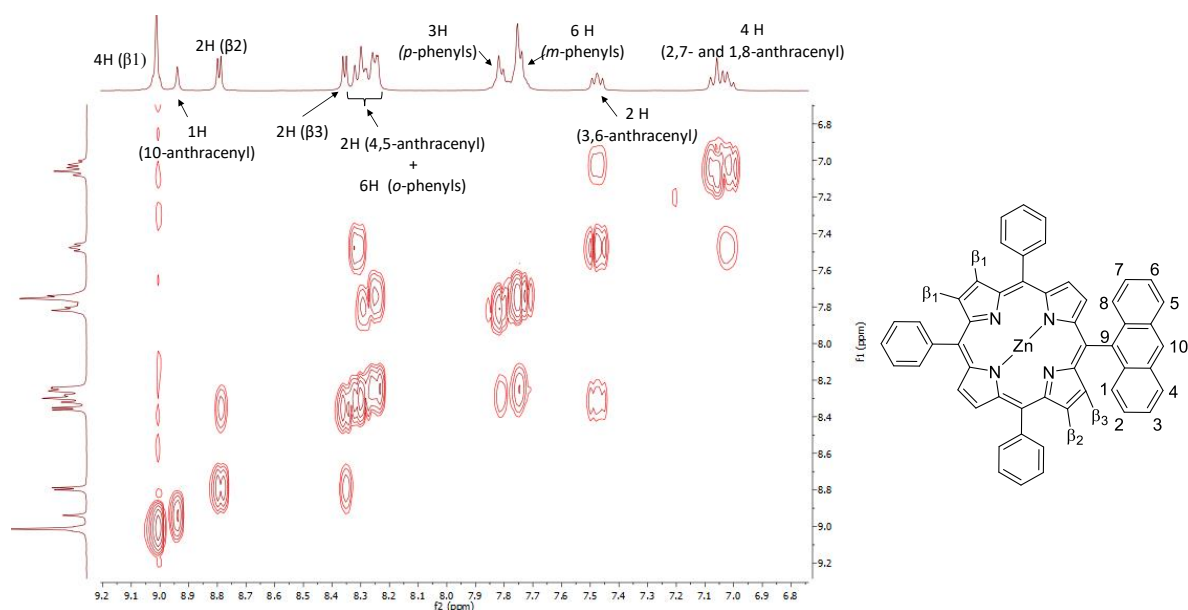 4H (β1)
2H (β2)
3H
(p-phenyls)
6 H
(m-phenyls)
4 H
(2,7- and 1,8-anthracenyl)
1H
(10-anthracenyl)
2H (β3)
2H (4,5-anthracenyl)
+
6H (o-phenyls)
2 H
(3,6-anthracenyl)
6.8
7.0
7.2
7.4
7.6
7.8
8.0
8.2
8.4
8.6
8.8
9.0
9.2
f1 (ppm)
9.2 9.1 9.0 8.9 8.8 8.7 8.6 8.5 8.4 8.3 8.2 8.1 8.0 7.9 7.8 7.7 7.6 7.5 7.4 7.3 7.2 7.1 7.0 6.9 6.8
f2 (ppm)
β1
β1
7 6
8 5
N N
Zn
9 10
N N
1 4
β3
2 3
β2